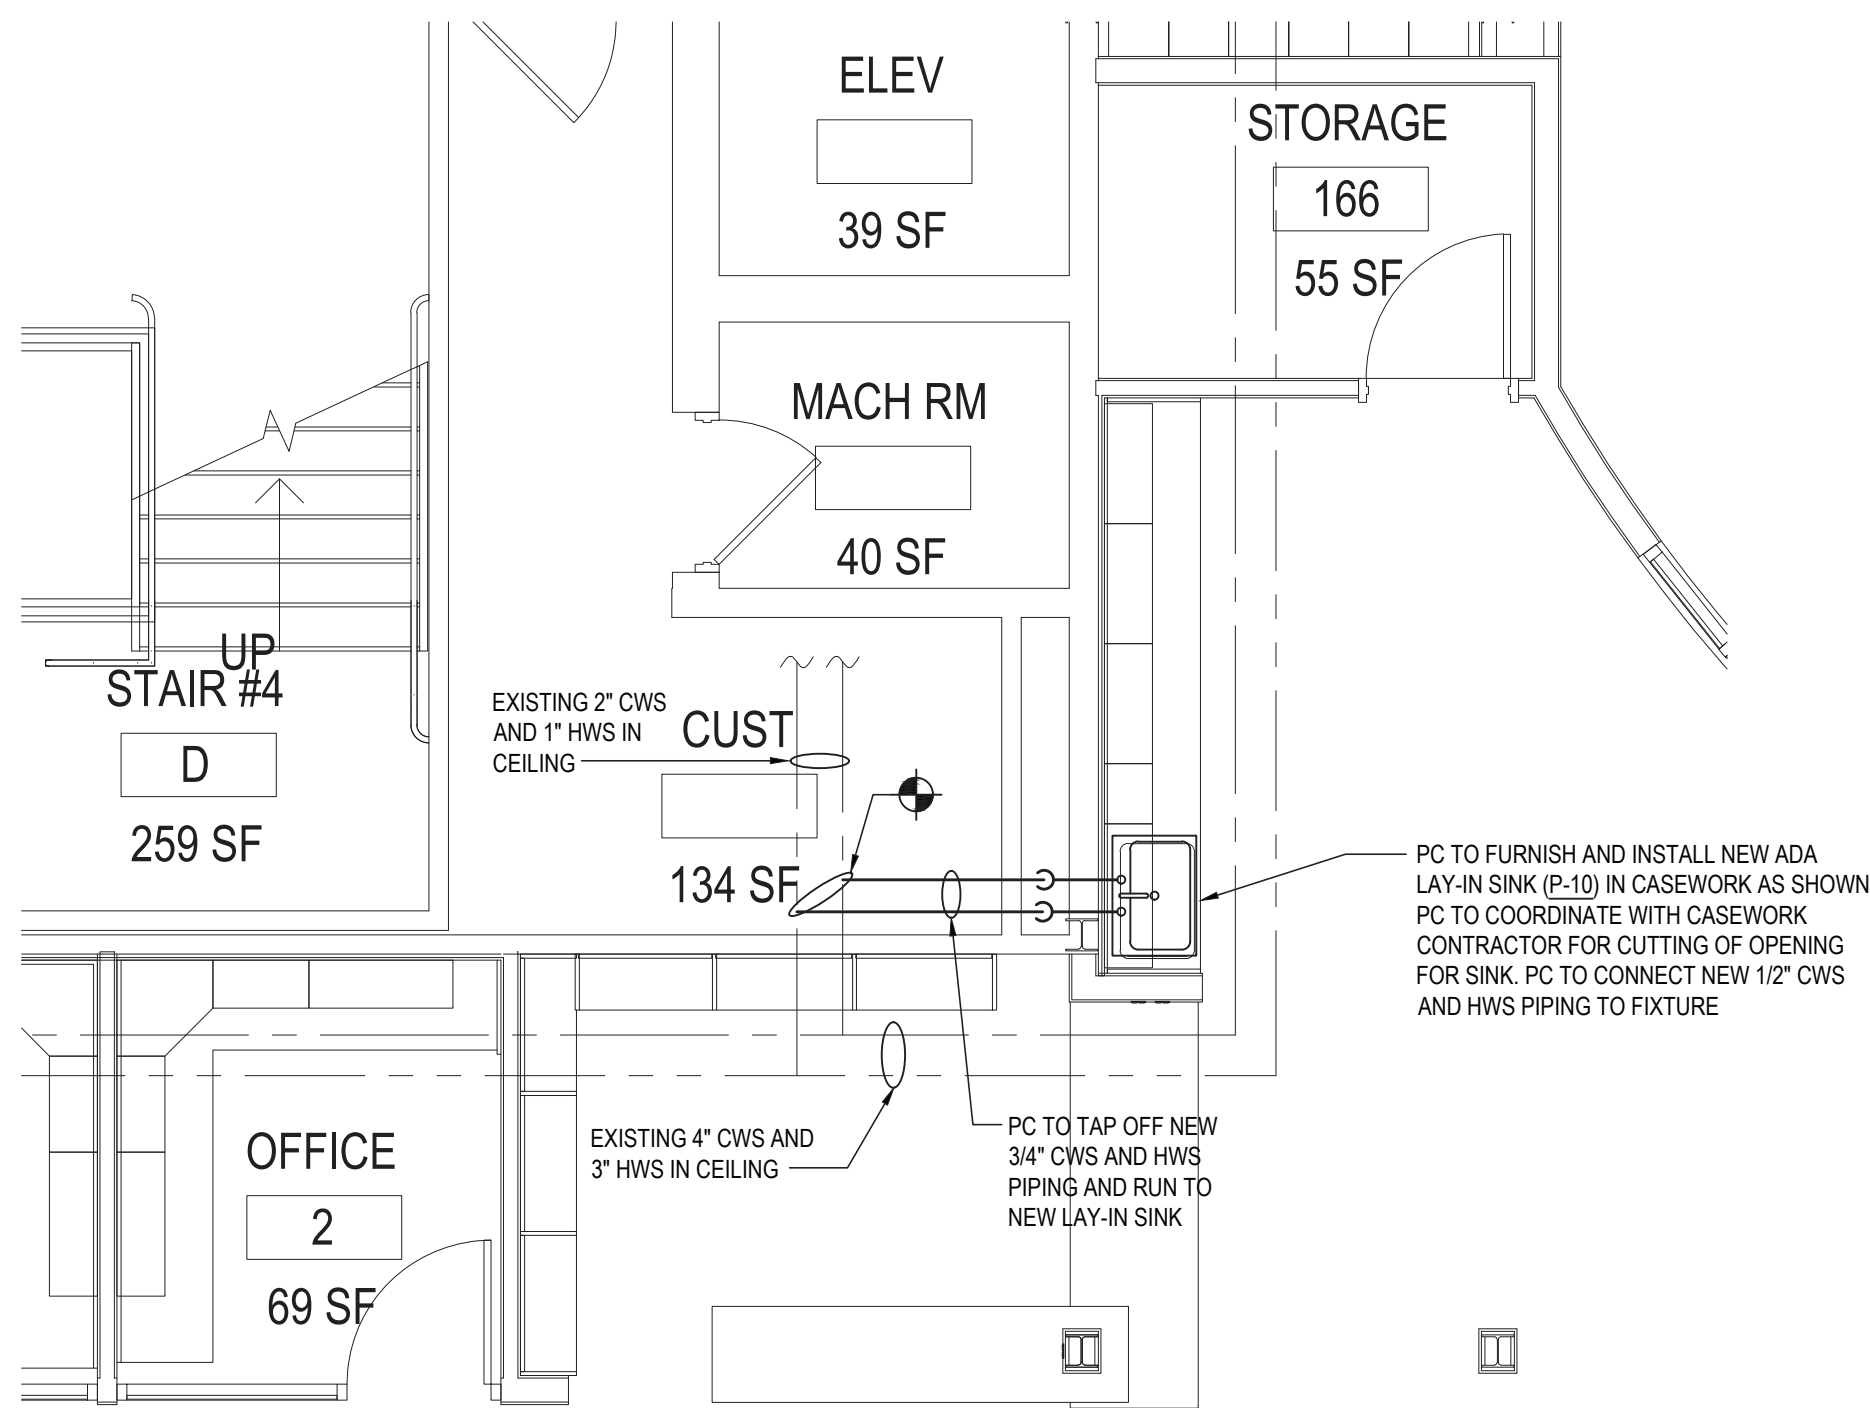 ELEV
39 SF
STORAGE
166
55 SF
MACH RM
40 SF
UP
STAIR #4
D
259 SF
EXISTING 2" CWS
AND 1" HWS IN
CEILING
CUST
134 SF
PC TO FURNISH AND INSTALL NEW ADA
LAY-IN SINK (P-10) IN CASEWORK AS SHOWN
PC TO COORDINATE WITH CASEWORK
CONTRACTOR FOR CUTTING OF OPENING
FOR SINK. PC TO CONNECT NEW 1/2" CWS
AND HWS PIPING TO FIXTURE
OFFICE
2
69 SF
EXISTING 4" CWS AND
3" HWS IN CEILING
PC TO TAP OFF NEW
3/4" CWS AND HWS
PIPING AND RUN TO
NEW LAY-IN SINK